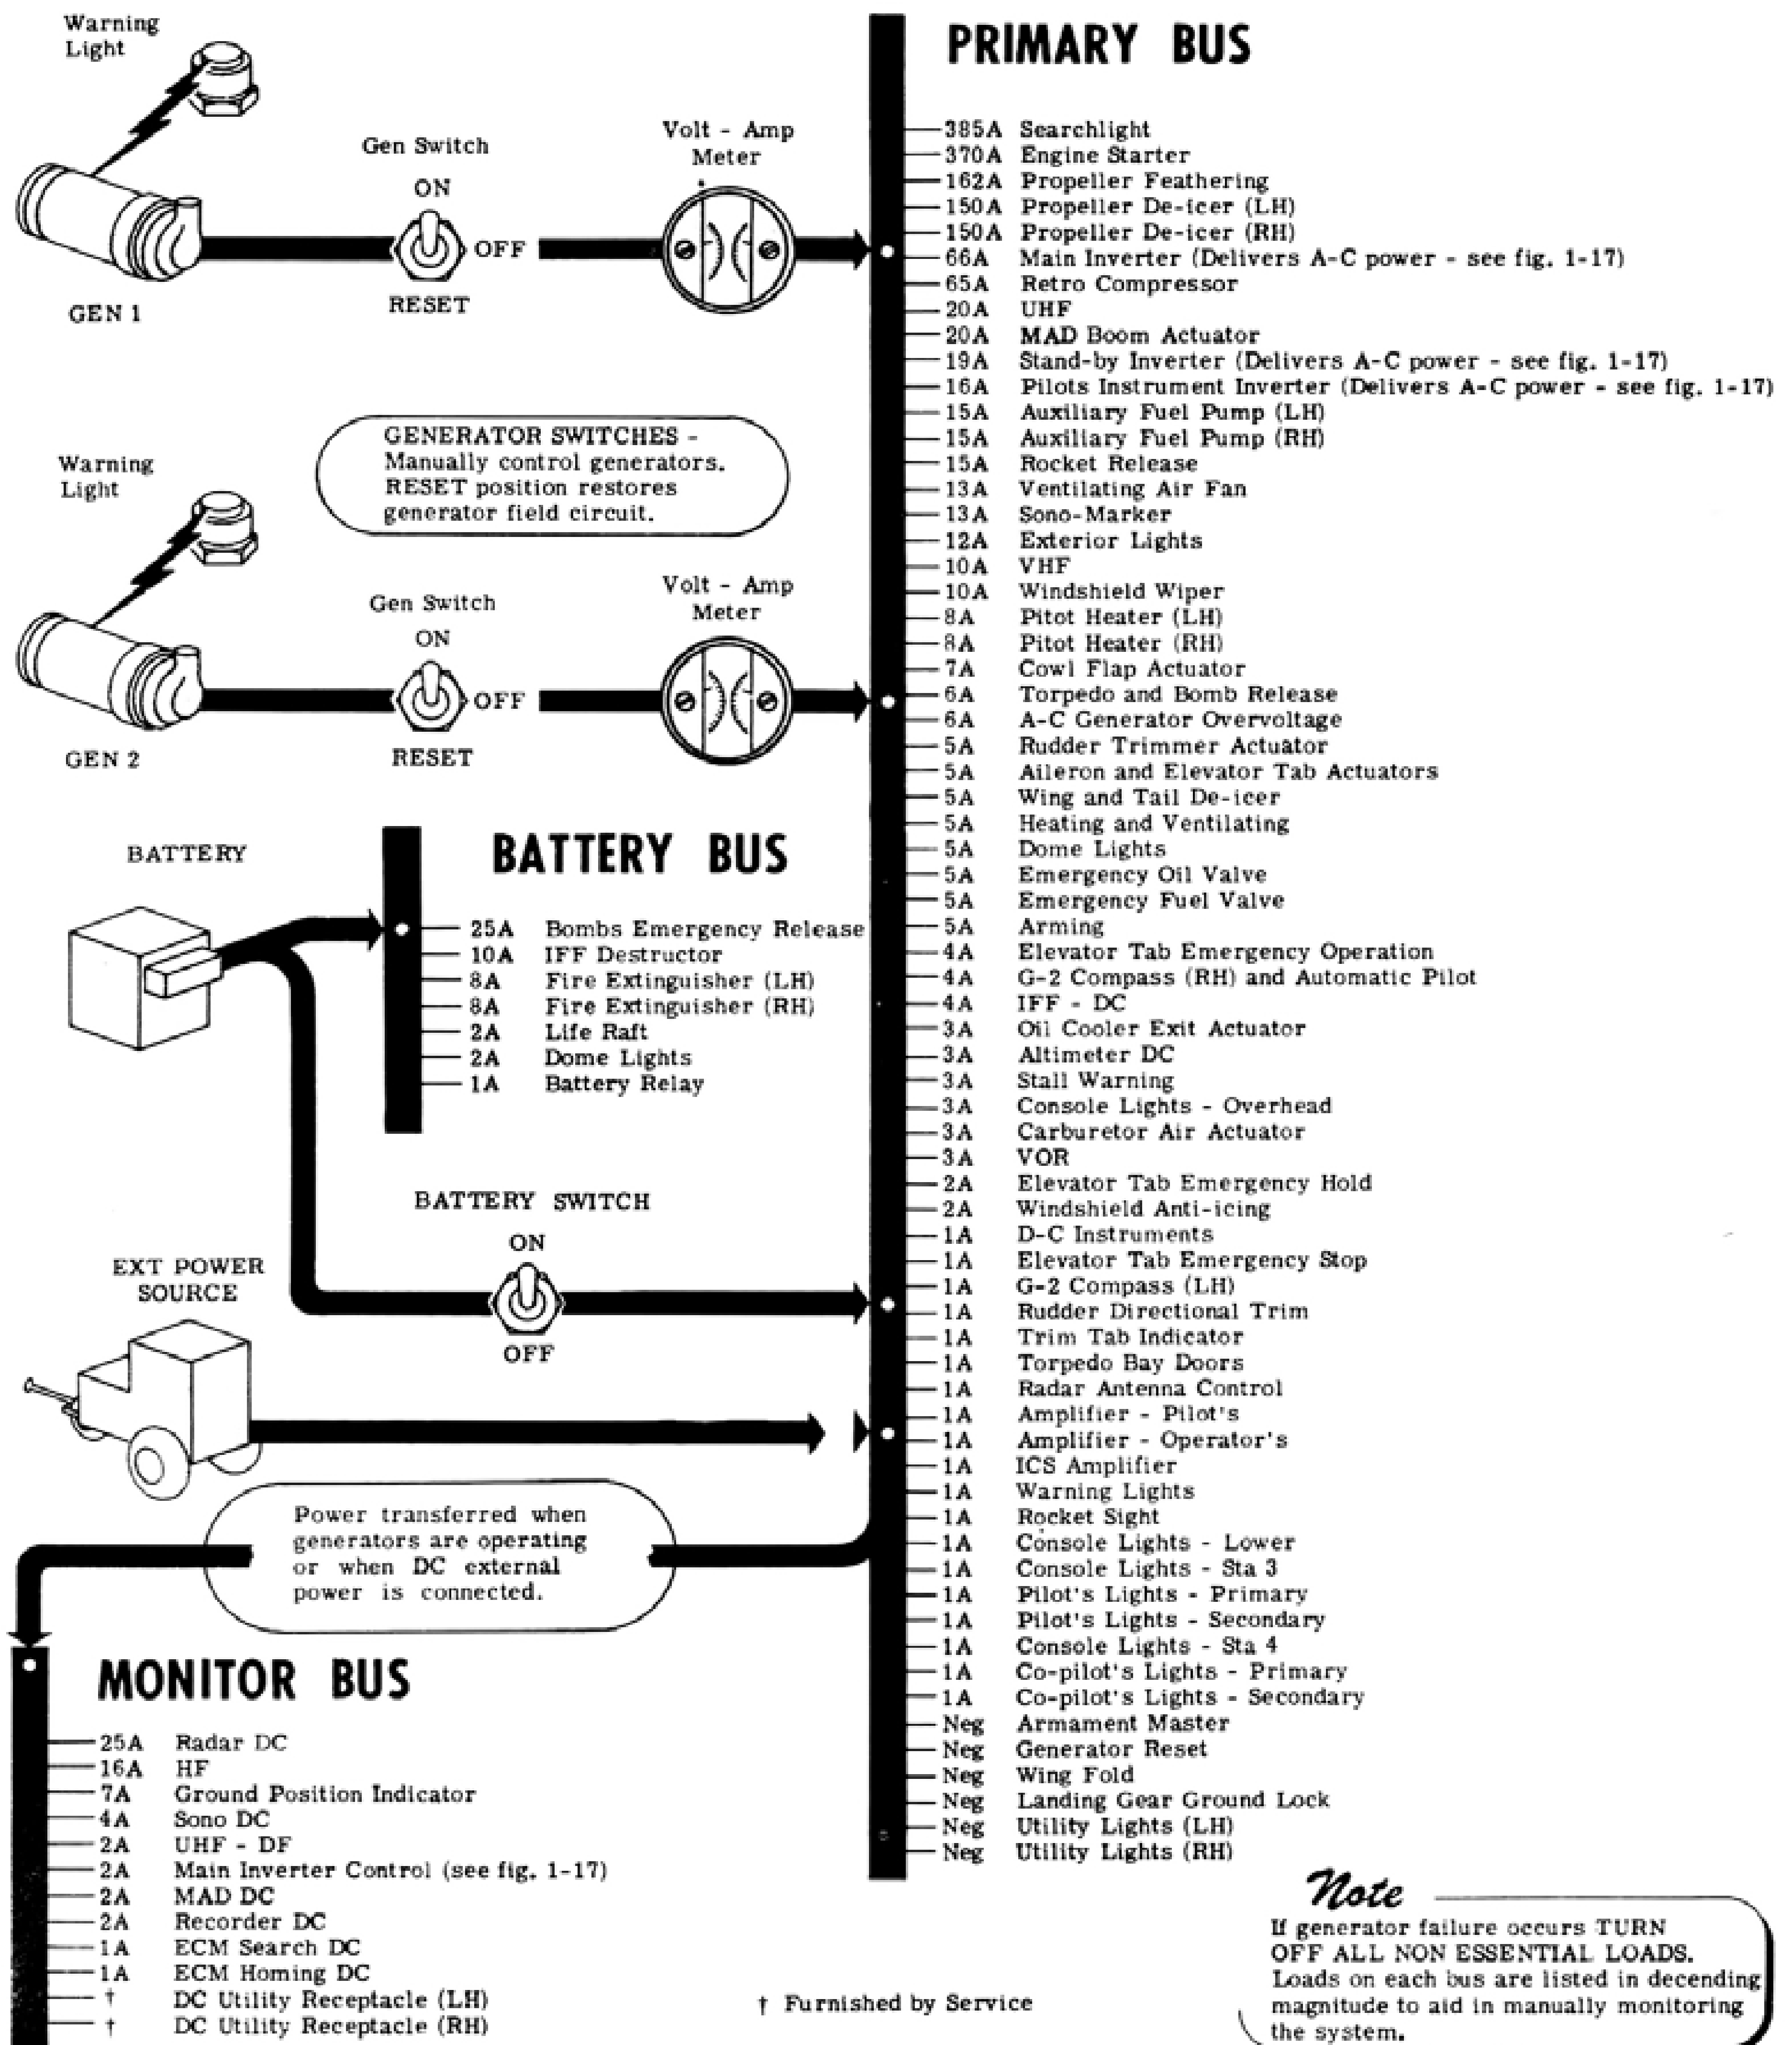 Warning
Light
Gen Switch
ON
OFF
RESET
Volt - Amp
Meter
GEN 1
GENERATOR SWITCHES -
Manually control generators.
RESET position restores
generator field circuit.
Warning
Light
Gen Switch
ON
OFF
RESET
Volt - Amp
Meter
GEN 2
BATTERY
BATTERY BUS
25A Bombs Emergency Release
10A IFF Destructor
8A Fire Extinguisher (LH)
8A Fire Extinguisher (RH)
2A Life Raft
2A Dome Lights
1A Battery Relay
BATTERY SWITCH
ON
OFF
EXT POWER
SOURCE
Power transferred when
generators are operating
or when DC external
power is connected.
MONITOR BUS
25A Radar DC
16A HF
7A Ground Position Indicator
4A Sono DC
2A UHF - DF
2A Main Inverter Control (see fig. 1-17)
2A MAD DC
2A Recorder DC
1A ECM Search DC
1A ECM Homing DC
† DC Utility Receptacle (LH)
† DC Utility Receptacle (RH)
† Furnished by Service
PRIMARY BUS
385A Searchlight
370A Engine Starter
162A Propeller Feathering
150A Propeller De-icer (LH)
150A Propeller De-icer (RH)
66A Main Inverter (Delivers A-C power - see fig. 1-17)
65A Retro Compressor
20A UHF
20A MAD Boom Actuator
19A Stand-by Inverter (Delivers A-C power - see fig. 1-17)
16A Pilots Instrument Inverter (Delivers A-C power - see fig. 1-17)
15A Auxiliary Fuel Pump (LH)
15A Auxiliary Fuel Pump (RH)
15A Rocket Release
13A Ventilating Air Fan
13A Sono-Marker
12A Exterior Lights
10A VHF
10A Windshield Wiper
8A Pitot Heater (LH)
8A Pitot Heater (RH)
7A Cowl Flap Actuator
6A Torpedo and Bomb Release
6A A-C Generator Overvoltage
5A Rudder Trimmer Actuator
5A Aileron and Elevator Tab Actuators
5A Wing and Tail De-icer
5A Heating and Ventilating
5A Dome Lights
5A Emergency Oil Valve
5A Emergency Fuel Valve
5A Arming
4A Elevator Tab Emergency Operation
4A G-2 Compass (RH) and Automatic Pilot
4A IFF - DC
3A Oil Cooler Exit Actuator
3A Altimeter DC
3A Stall Warning
3A Console Lights - Overhead
3A Carburetor Air Actuator
3A VOR
2A Elevator Tab Emergency Hold
2A Windshield Anti-icing
1A D-C Instruments
1A Elevator Tab Emergency Stop
1A G-2 Compass (LH)
1A Rudder Directional Trim
1A Trim Tab Indicator
1A Torpedo Bay Doors
1A Radar Antenna Control
1A Amplifier - Pilot's
1A Amplifier - Operator's
1A ICS Amplifier
1A Warning Lights
1A Rocket Sight
1A Console Lights - Lower
1A Console Lights - Sta 3
1A Pilot's Lights - Primary
1A Pilot's Lights - Secondary
1A Console Lights - Sta 4
1A Co-pilot's Lights - Primary
1A Co-pilot's Lights - Secondary
Neg Armament Master
Neg Generator Reset
Neg Wing Fold
Neg Landing Gear Ground Lock
Neg Utility Lights (LH)
Neg Utility Lights (RH)
Note
If generator failure occurs TURN
OFF ALL NON ESSENTIAL LOADS.
Loads on each bus are listed in decending
magnitude to aid in manually monitoring
the system.